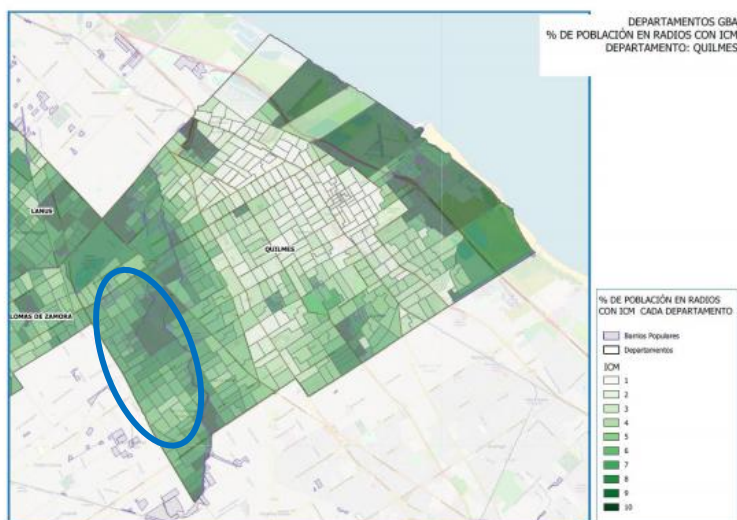 DEPARTAMENTOS GBA
% DE POBLACIÓN EN RADIOS CON ICM
DEPARTAMENTO: QUILMES
LANUS
QUILMES
LOMAS DE ZAMORA
% DE POBLACIÓN EN RADIOS
CON ICM CADA DEPARTAMENTO
Barrios Populares
Departamentos
ICM
1
2
3
4
5
6
7
8
9
10